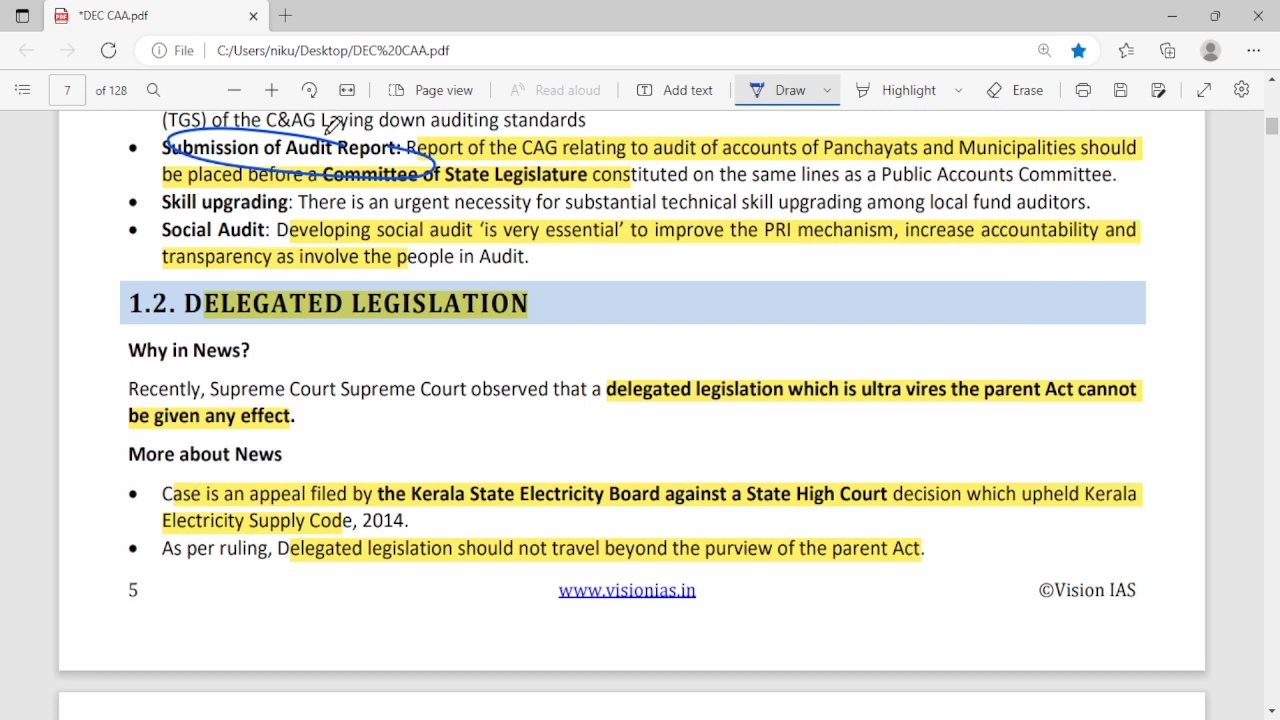 *DEC CAA.pdf
File C:/Users/niku/Desktop/DEC%20CAA.pdf
7 of 128 Page view Read aloud Add text Draw Highlight Erase
(TGS) of the C&AG Laying down auditing standards
• Submission of Audit Report: Report of the CAG relating to audit of accounts of Panchayats and Municipalities should
be placed before a Committee of State Legislature constituted on the same lines as a Public Accounts Committee.
• Skill upgrading: There is an urgent necessity for substantial technical skill upgrading among local fund auditors.
• Social Audit: Developing social audit ‘is very essential’ to improve the PRI mechanism, increase accountability and
transparency as involve the people in Audit.
1.2. DELEGATED LEGISLATION
Why in News?
Recently, Supreme Court Supreme Court observed that a delegated legislation which is ultra vires the parent Act cannot
be given any effect.
More about News
• Case is an appeal filed by the Kerala State Electricity Board against a State High Court decision which upheld Kerala
Electricity Supply Code, 2014.
• As per ruling, Delegated legislation should not travel beyond the purview of the parent Act.
5 www.visionias.in ©Vision IAS